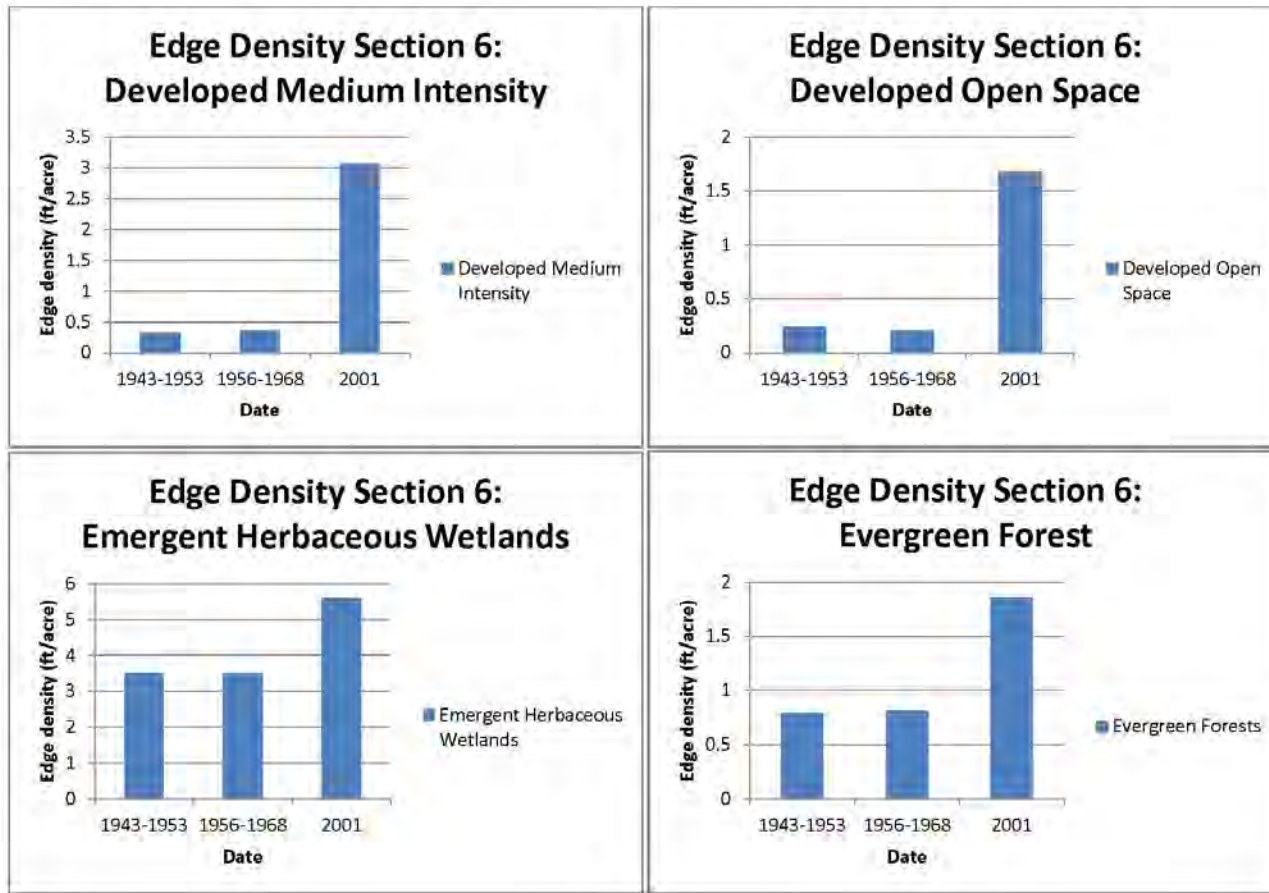 Edge Density Section 6:
Developed Medium Intensity
3.5
3
2.5
2
1.5
1
0.5
0
Edge density (ft/acre)
1943-1953 1956-1968 2001
Date
Developed Medium
Intensity
Edge Density Section 6:
Developed Open Space
2
1.5
1
0.5
0
Edge density (ft/acre)
1943-1953 1956-1968 2001
Date
Developed Open
Space
Edge Density Section 6:
Emergent Herbaceous Wetlands
6
5
4
3
2
1
0
Edge density (ft/acre)
1943-1953 1956-1968 2001
Date
Emergent Herbaceous
Wetlands
Edge Density Section 6:
Evergreen Forest
2
1.5
1
0.5
0
Edge density (ft/acre)
1943-1953 1956-1968 2001
Date
Evergreen Forests